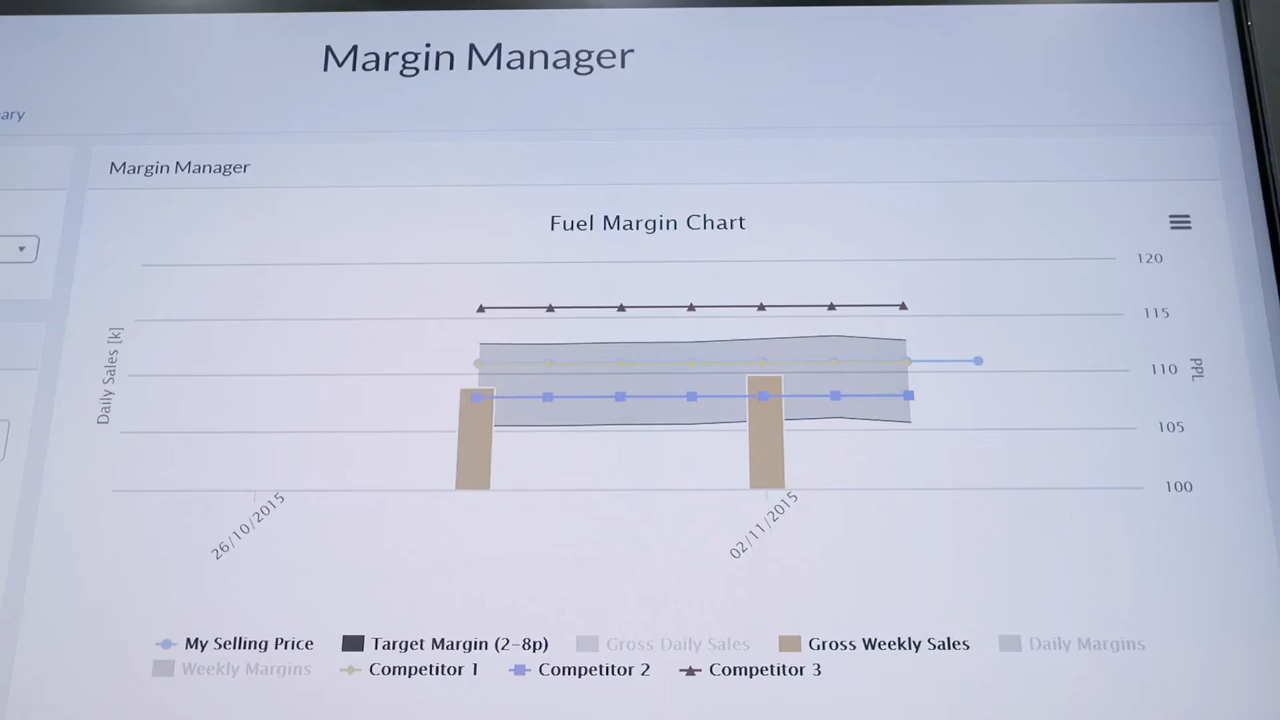 Margin Manager
Margin Manager
Fuel Margin Chart
120
115
110
105
100
Daily Sales [k]
PPL
26/10/2015
02/11/2015
My Selling Price
Target Margin (2-8p)
Gross Daily Sales
Gross Weekly Sales
Daily Margins
Weekly Margins
Competitor 1
Competitor 2
Competitor 3